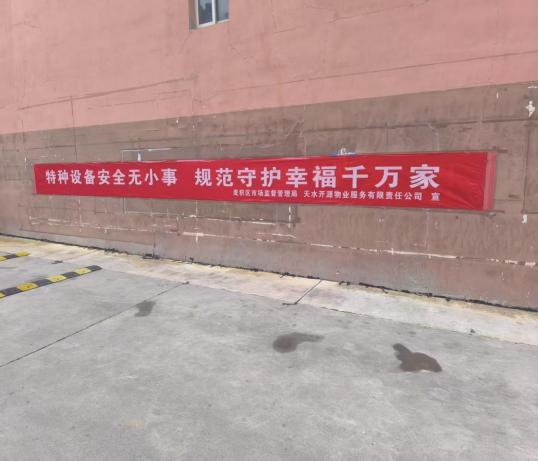 特种设备安全无小事 规范守护幸福千万家
麦积区市场监督管理局 天水开源物业服务有限责任公司 宣